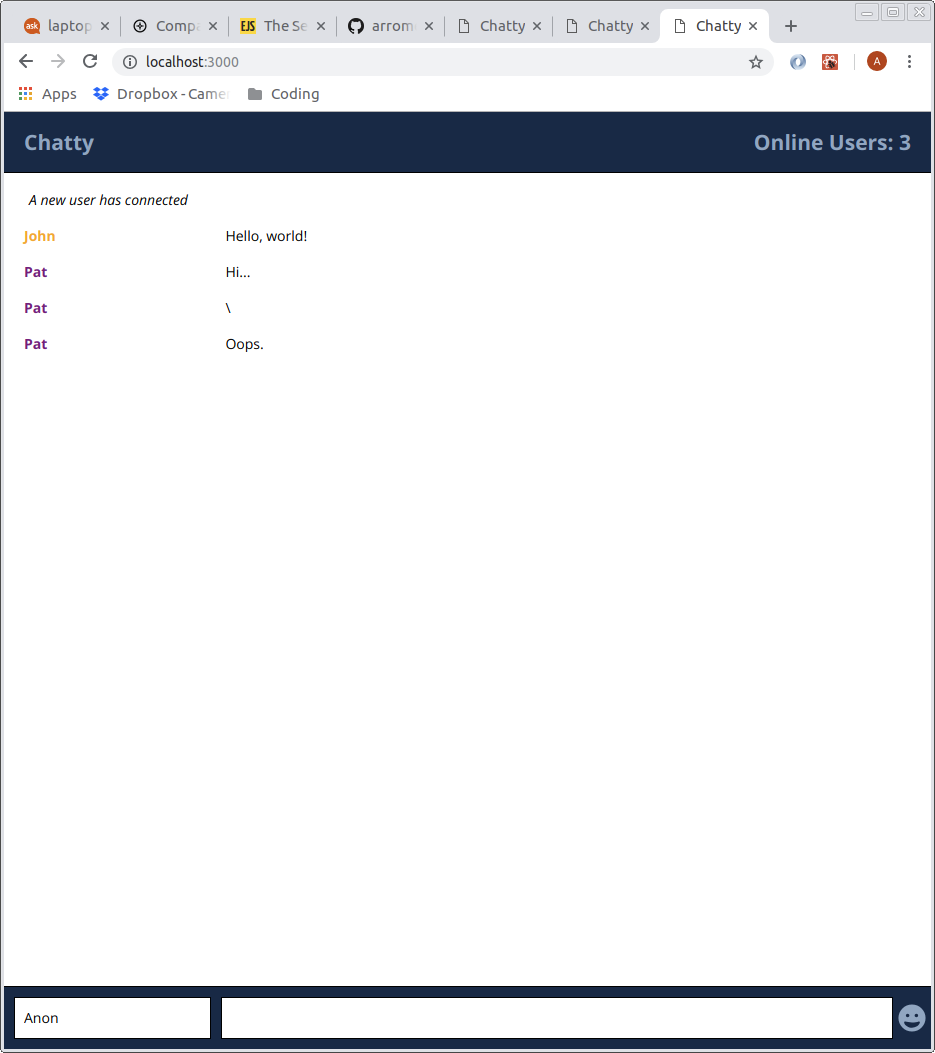 ask laptop Compa EJS The Se arrom Chatty Chatty Chatty
localhost:3000 A
Apps Dropbox - Came Coding
Chatty Online Users: 3
A new user has connected
John Hello, world!
Pat Hi...
Pat \
Pat Oops.
Anon